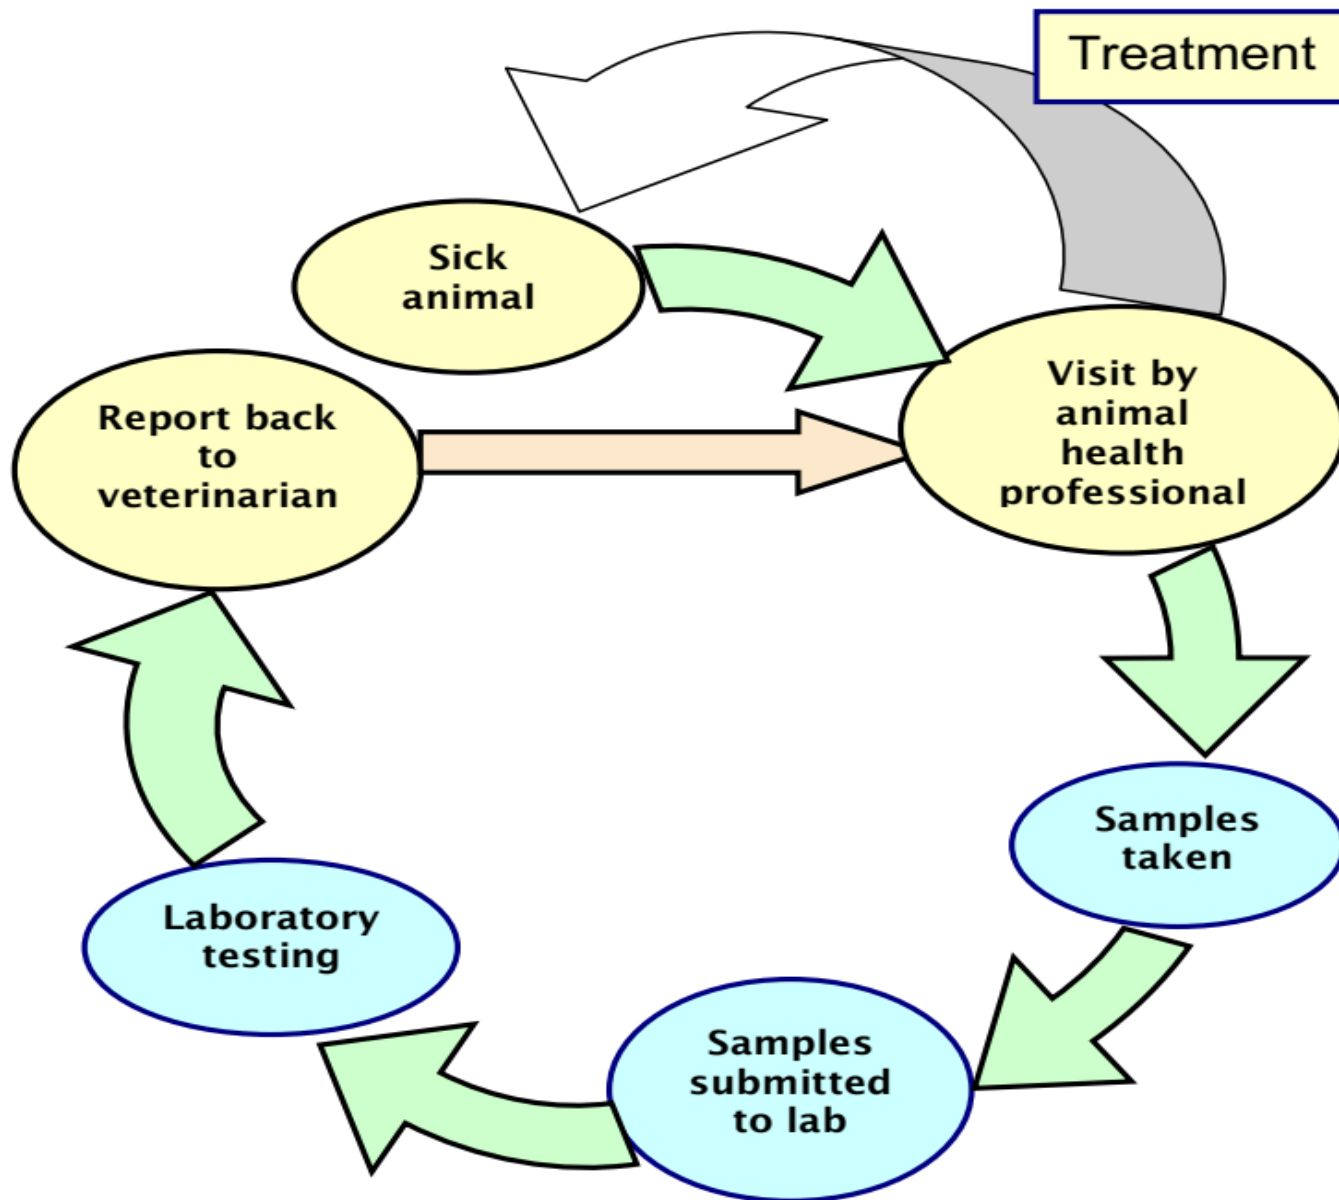 Treatment
Sick
animal
Visit by
animal
health
professional
Report back
to
veterinarian
Samples
taken
Laboratory
testing
Samples
submitted
to lab